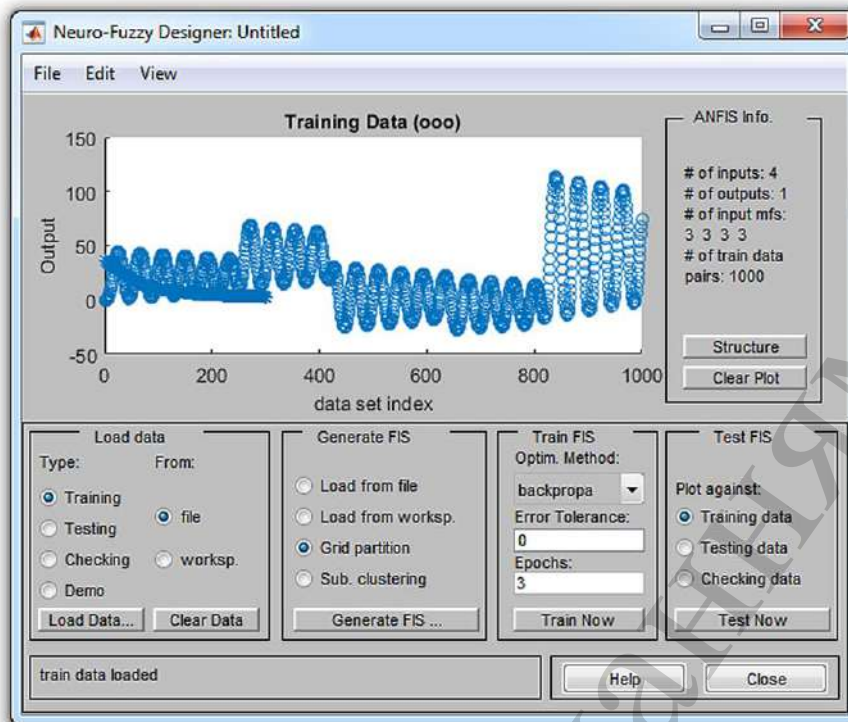 Neuro-Fuzzy Designer: Untitled
File Edit View
Training Data (ooo)
150
100
50
0
-50
Output
0 200 400 600 800 1000
data set index
ANFIS Info.
# of inputs: 4
# of outputs: 1
# of input mfs:
3 3 3 3
# of train data
pairs: 1000
Structure
Clear Plot
Load data
Type: From:
Training
Testing
Checking
Demo
file
worksp.
Load Data... Clear Data
Generate FIS
Load from file
Load from worksp.
Grid partition
Sub. clustering
Generate FIS ...
Train FIS
Optim. Method:
backpropa
Error Tolerance:
0
Epochs:
3
Train Now
Test FIS
Plot against:
Training data
Testing data
Checking data
Test Now
train data loaded
Help Close